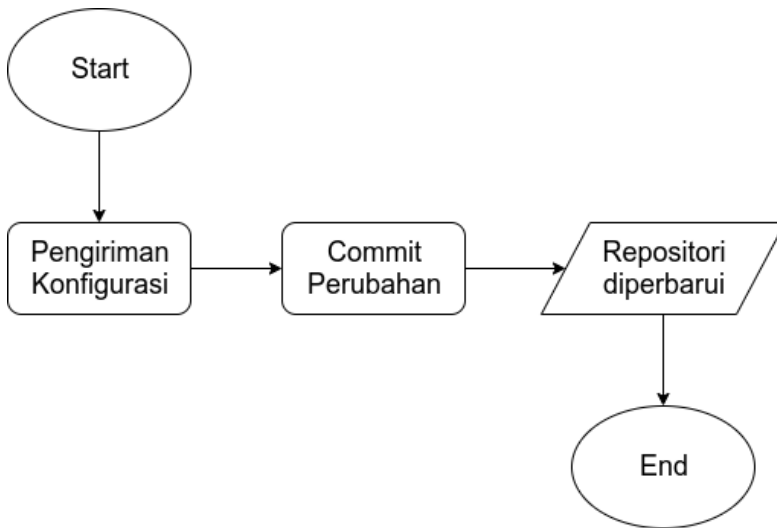 Start
Pengiriman
Konfigurasi
Commit
Perubahan
Repositori
diperbarui
End